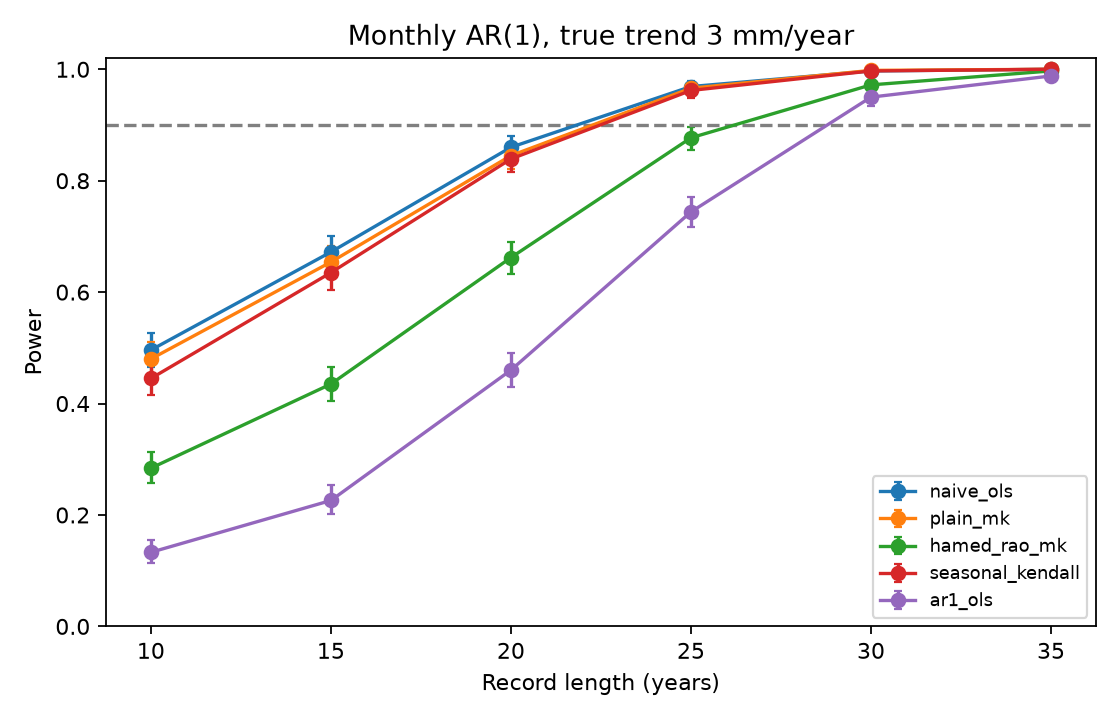 Monthly AR(1), true trend 3 mm/year
Power
1.0
0.8
0.6
0.4
0.2
0.0
10 15 20 25 30 35
Record length (years)
naive_ols
plain_mk
hamed_rao_mk
seasonal_kendall
ar1_ols